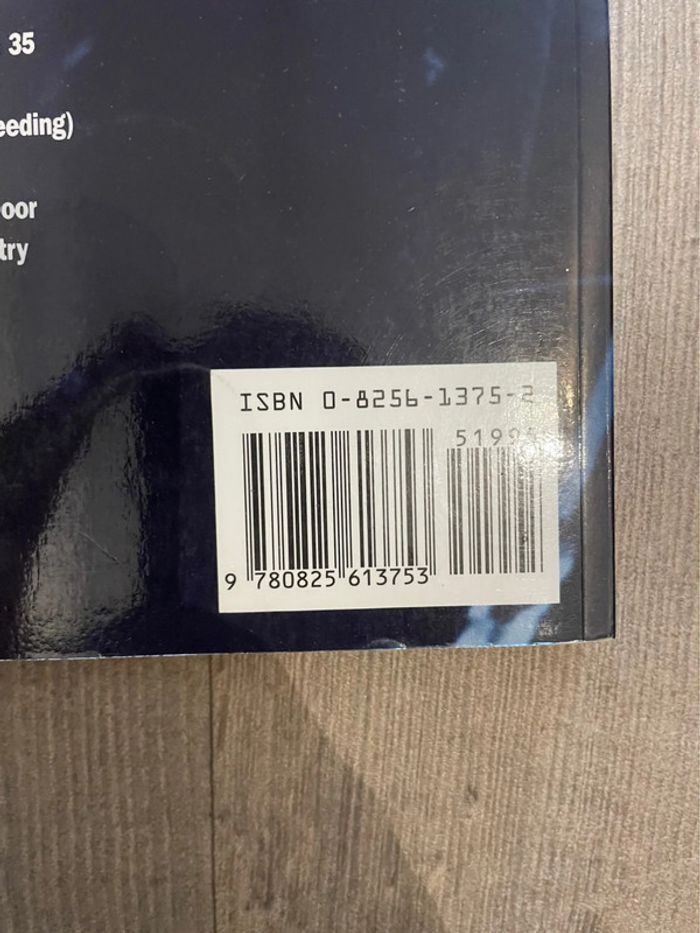 35
eeding)
oor
try
ISBN 0-8256-1375-2
9 780825 613753